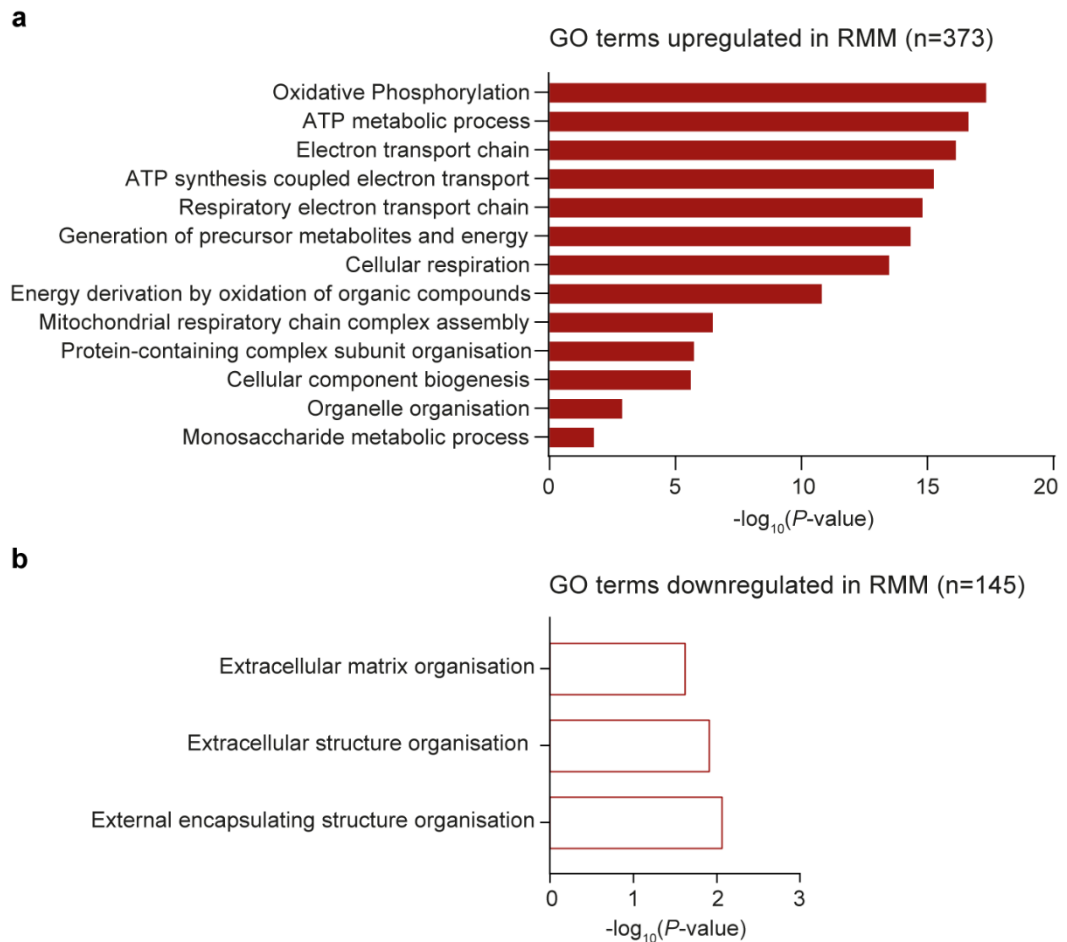 a
GO terms upregulated in RMM (n=373)
Oxidative Phosphorylation
ATP metabolic process
Electron transport chain
ATP synthesis coupled electron transport
Respiratory electron transport chain
Generation of precursor metabolites and energy
Cellular respiration
Energy derivation by oxidation of organic compounds
Mitochondrial respiratory chain complex assembly
Protein-containing complex subunit organisation
Cellular component biogenesis
Organelle organisation
Monosaccharide metabolic process
0 5 10 15 20
-log₁₀(P-value)
b
GO terms downregulated in RMM (n=145)
Extracellular matrix organisation
Extracellular structure organisation
External encapsulating structure organisation
0 1 2 3
-log₁₀(P-value)